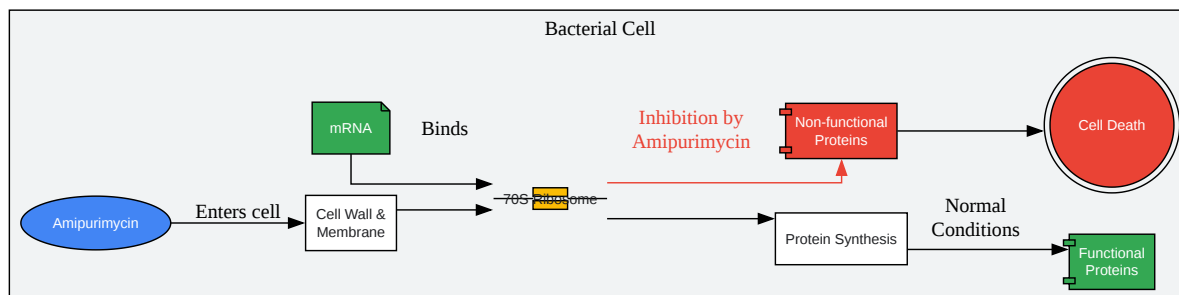 Bacterial Cell
mRNA
Binds
Inhibition by
Amipurimycin
Non-functional
Proteins
Cell Death
Amipurimycin
Enters cell
Cell Wall &
Membrane
70S Ribosome
Protein Synthesis
Normal
Conditions
Functional
Proteins